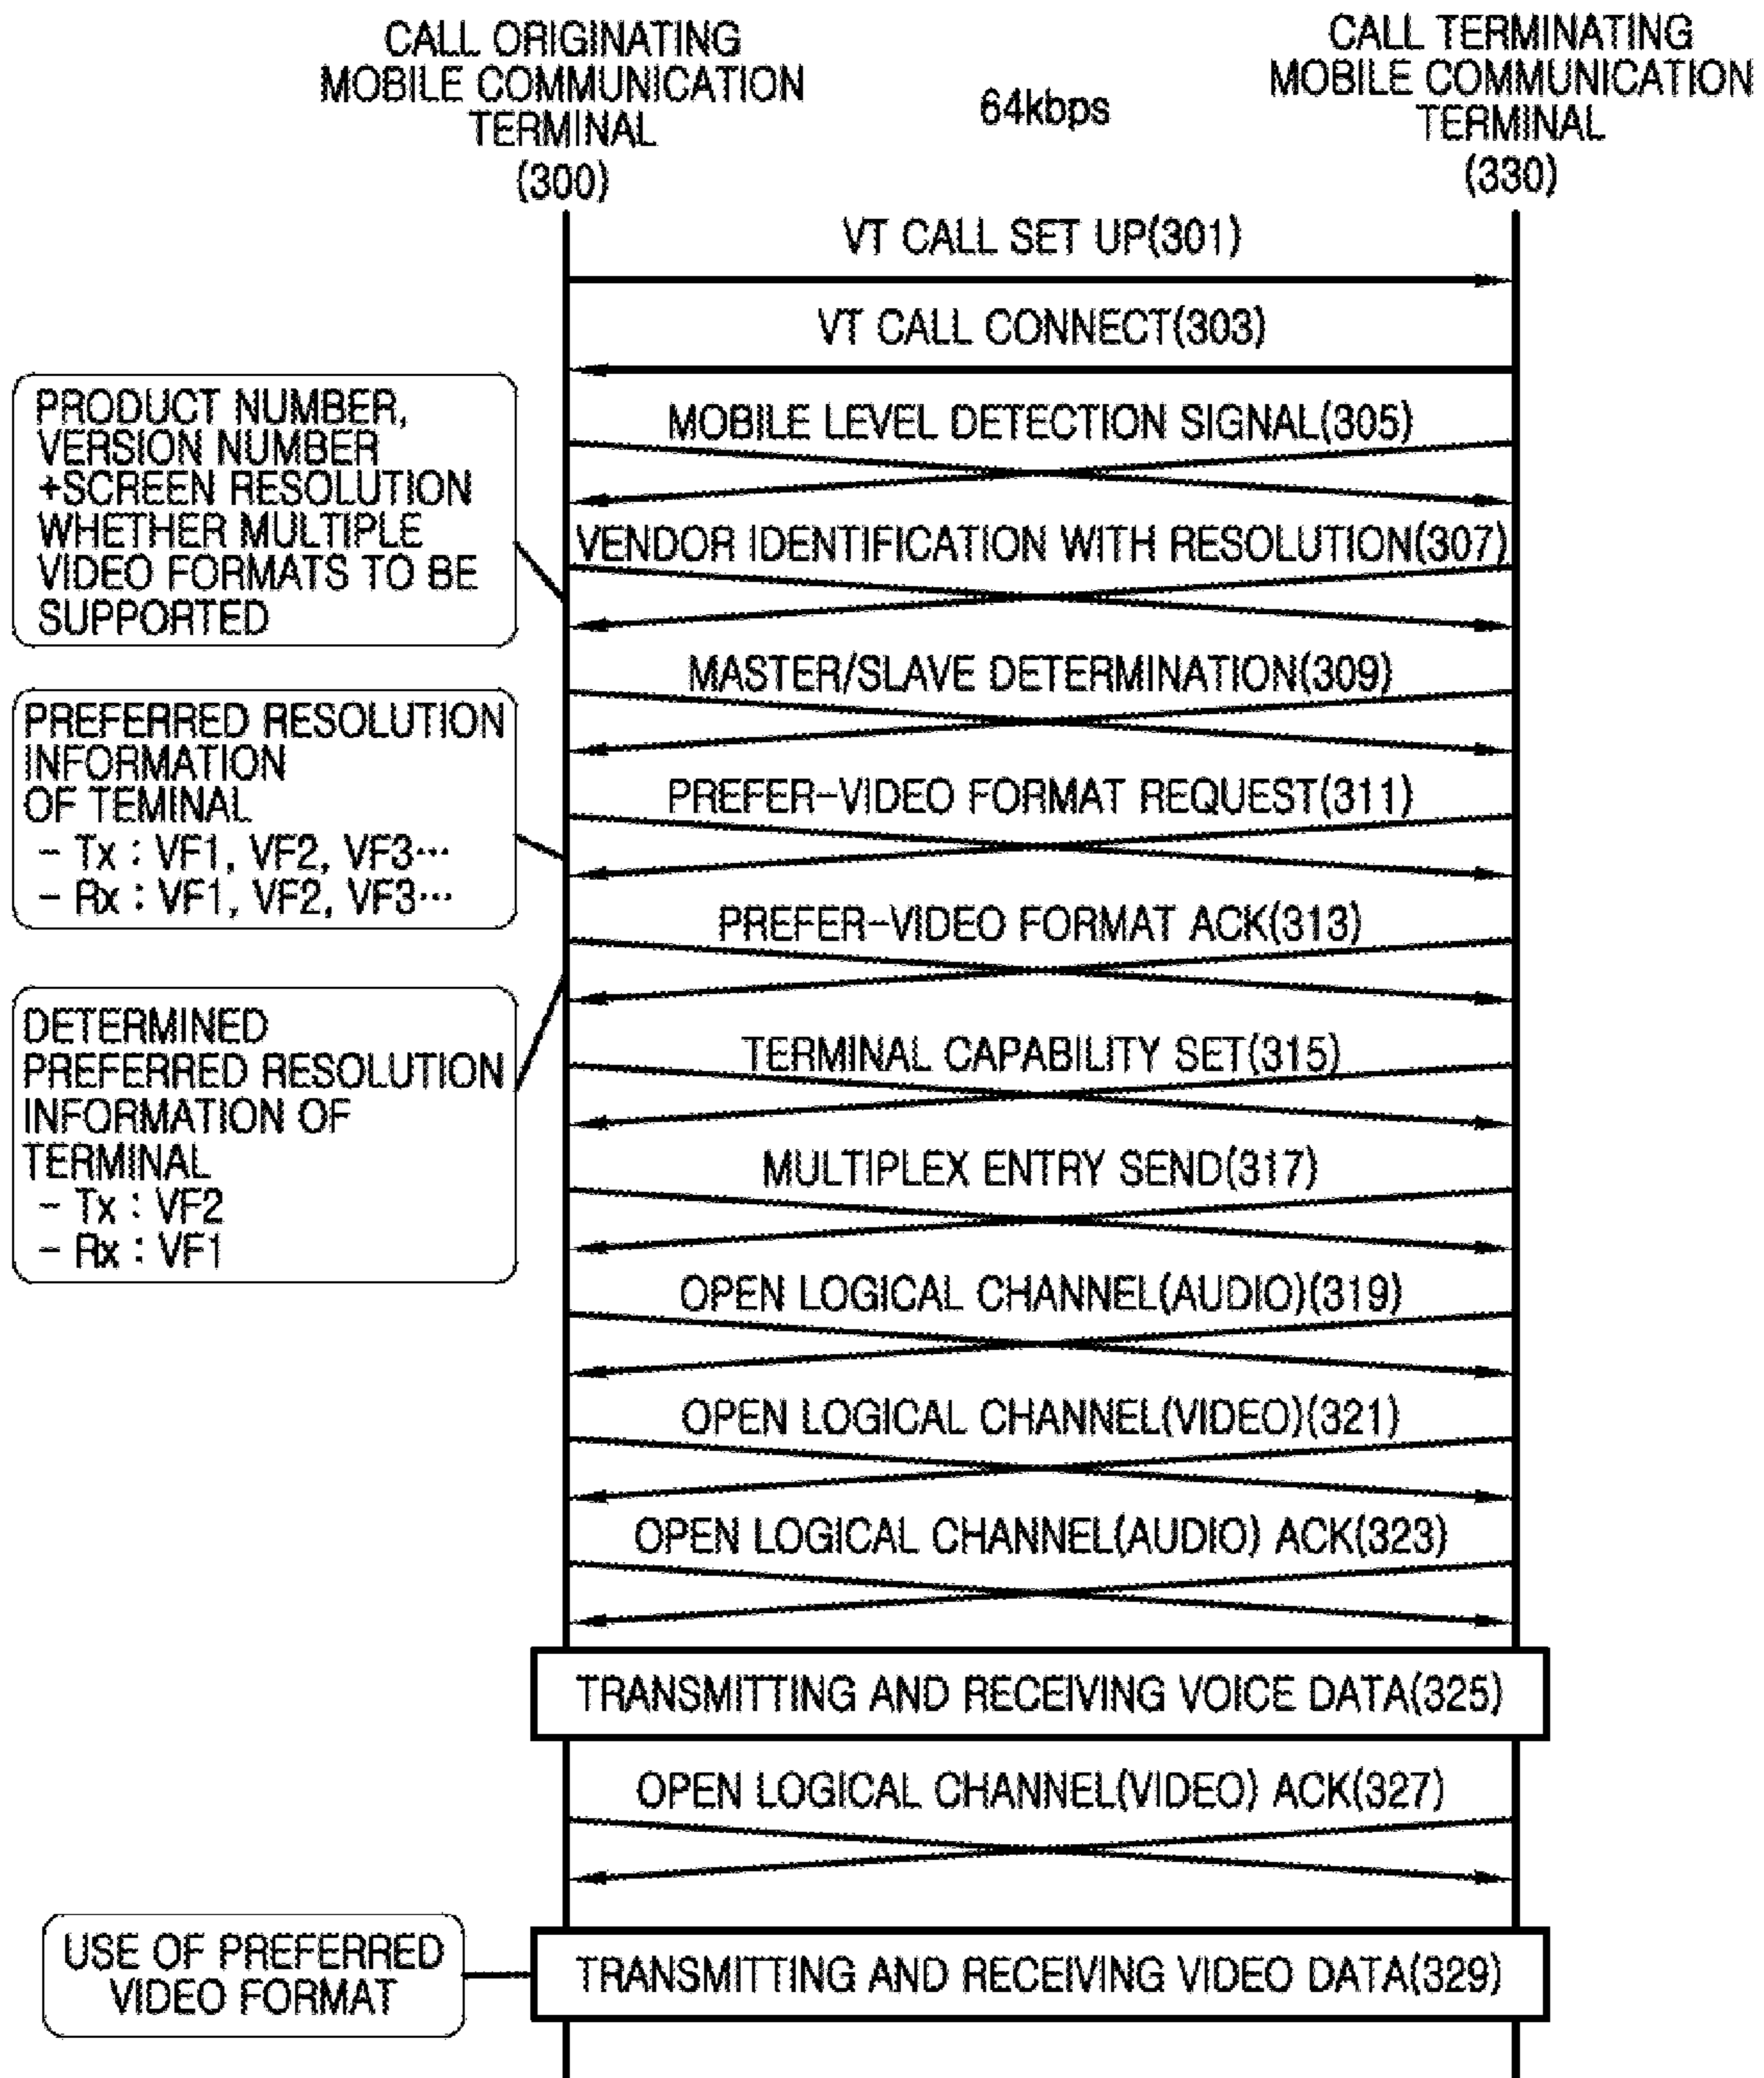 CALL ORIGINATING
MOBILE COMMUNICATION
TERMINAL
(300)
64kbps
CALL TERMINATING
MOBILE COMMUNICATION
TERMINAL
(330)
VT CALL SET UP(301)
VT CALL CONNECT(303)
PRODUCT NUMBER,
VERSION NUMBER
+SCREEN RESOLUTION
WHETHER MULTIPLE
VIDEO FORMATS TO BE
SUPPORTED
MOBILE LEVEL DETECTION SIGNAL(305)
VENDOR IDENTIFICATION WITH RESOLUTION(307)
MASTER/SLAVE DETERMINATION(309)
PREFERRED RESOLUTION
INFORMATION
OF TEMINAL
- Tx : VF1, VF2, VF3···
- Rx : VF1, VF2, VF3···
PREFER-VIDEO FORMAT REQUEST(311)
PREFER-VIDEO FORMAT ACK(313)
DETERMINED
PREFERRED RESOLUTION
INFORMATION OF
TERMINAL
- Tx : VF2
- Rx : VF1
TERMINAL CAPABILITY SET(315)
MULTIPLEX ENTRY SEND(317)
OPEN LOGICAL CHANNEL(AUDIO)(319)
OPEN LOGICAL CHANNEL(VIDEO)(321)
OPEN LOGICAL CHANNEL(AUDIO) ACK(323)
TRANSMITTING AND RECEIVING VOICE DATA(325)
OPEN LOGICAL CHANNEL(VIDEO) ACK(327)
USE OF PREFERRED
VIDEO FORMAT
TRANSMITTING AND RECEIVING VIDEO DATA(329)